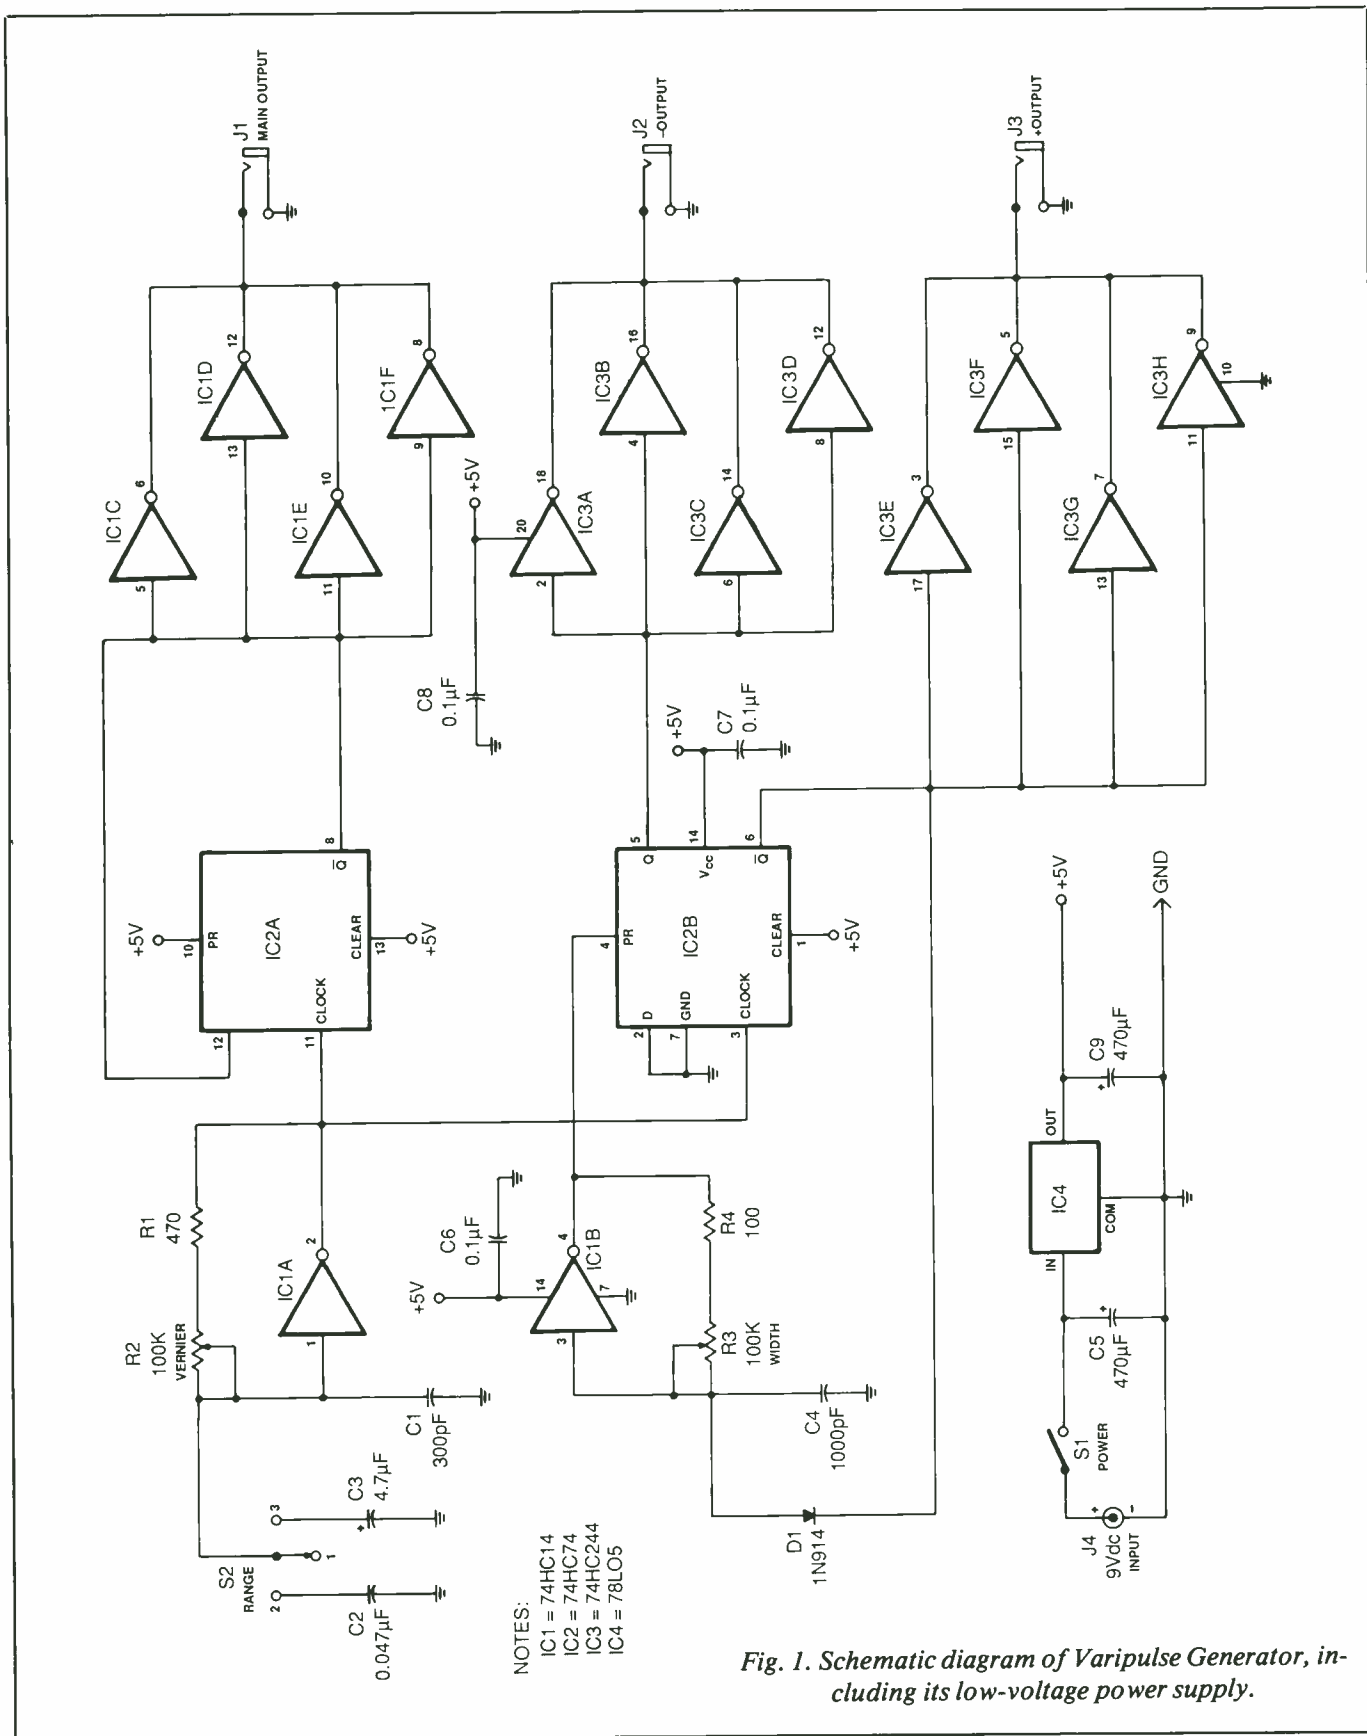 J1
MAIN OUTPUT
J2
-OUTPUT
J3
+OUTPUT
IC1C
5
6
IC1D
13
12
IC1E
11
10
1C1F
9
8
+5V
20
IC3A
2
18
IC3B
4
16
IC3C
6
14
IC3D
8
12
IC3E
17
3
IC3F
15
5
IC3G
13
7
IC3H
11
9
10
C8
0.1µF
+5V
C7
0.1µF
+5V
10
PR
IC2A
CLEAR
13
+5V
CLOCK
12
11
Q
8
4
PR
IC2B
CLEAR
1
+5V
2
D
7
GND
3
CLOCK
5
Q
14
Vcc
6
Q
R1
470
R2
100K
VERNIER
IC1A
1
2
C1
300pF
S2
RANGE
1
2
3
C2
0.047µF
C3
4.7µF
+5V
C6
0.1µF
14
IC1B
3
4
7
R4
100
R3
100K
WIDTH
C4
1000pF
D1
1N914
J4
9Vdc
INPUT
+
-
S1
POWER
C5
470µF
+
IN
IC4
OUT
COM
C9
470µF
+
+5V
GND
NOTES:
IC1 = 74HC14
IC2 = 74HC74
IC3 = 74HC244
IC4 = 78LO5
Fig. 1. Schematic diagram of Varipulse Generator, in-
cluding its low-voltage power supply.